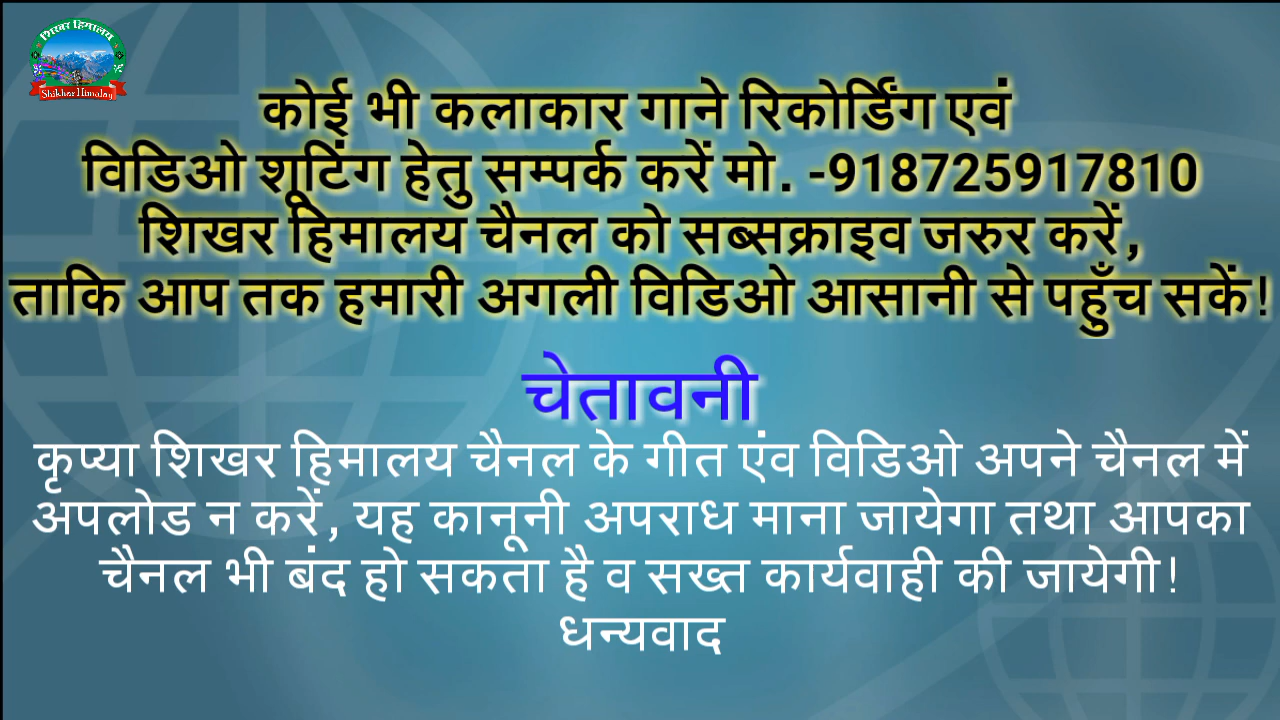 शिखर हिमालय
Shikhar Himalay
कोई भी कलाकार गाने रिकोर्डिंग एवं
विडिओ शूटिंग हेतु सम्पर्क करें मो. -918725917810
शिखर हिमालय चैनल को सब्सक्राइव जरुर करें,
ताकि आप तक हमारी अगली विडिओ आसानी से पहुँच सकें!
चेतावनी
कृप्या शिखर हिमालय चैनल के गीत एंव विडिओ अपने चैनल में
अपलोड न करें, यह कानूनी अपराध माना जायेगा तथा आपका
चैनल भी बंद हो सकता है व सख्त कार्यवाही की जायेगी!
धन्यवाद